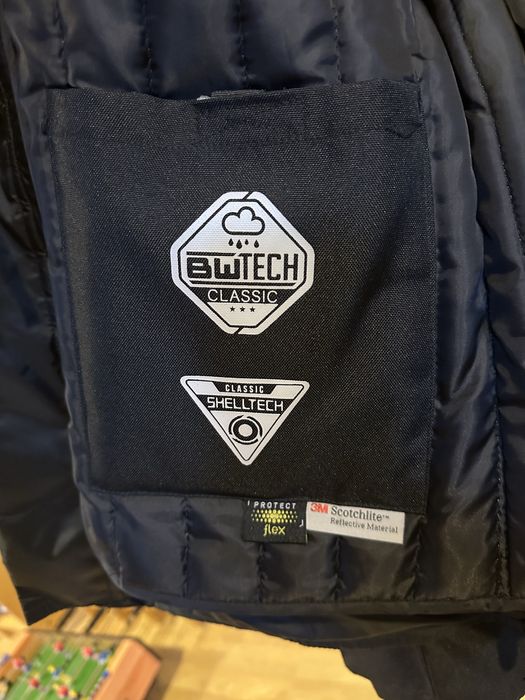 BWTECH
CLASSIC
CLASSIC
SHELLTECH
PROTECT
flex
3M Scotchlite™
Reflective Material